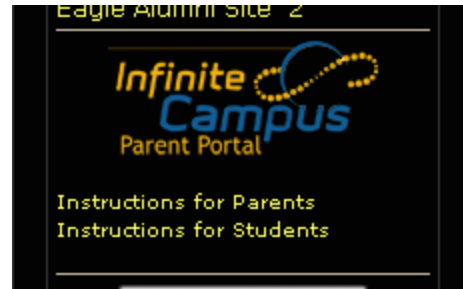 Eagle Alumni Site 2
Infinite
Campus
Parent Portal
Instructions for Parents
Instructions for Students